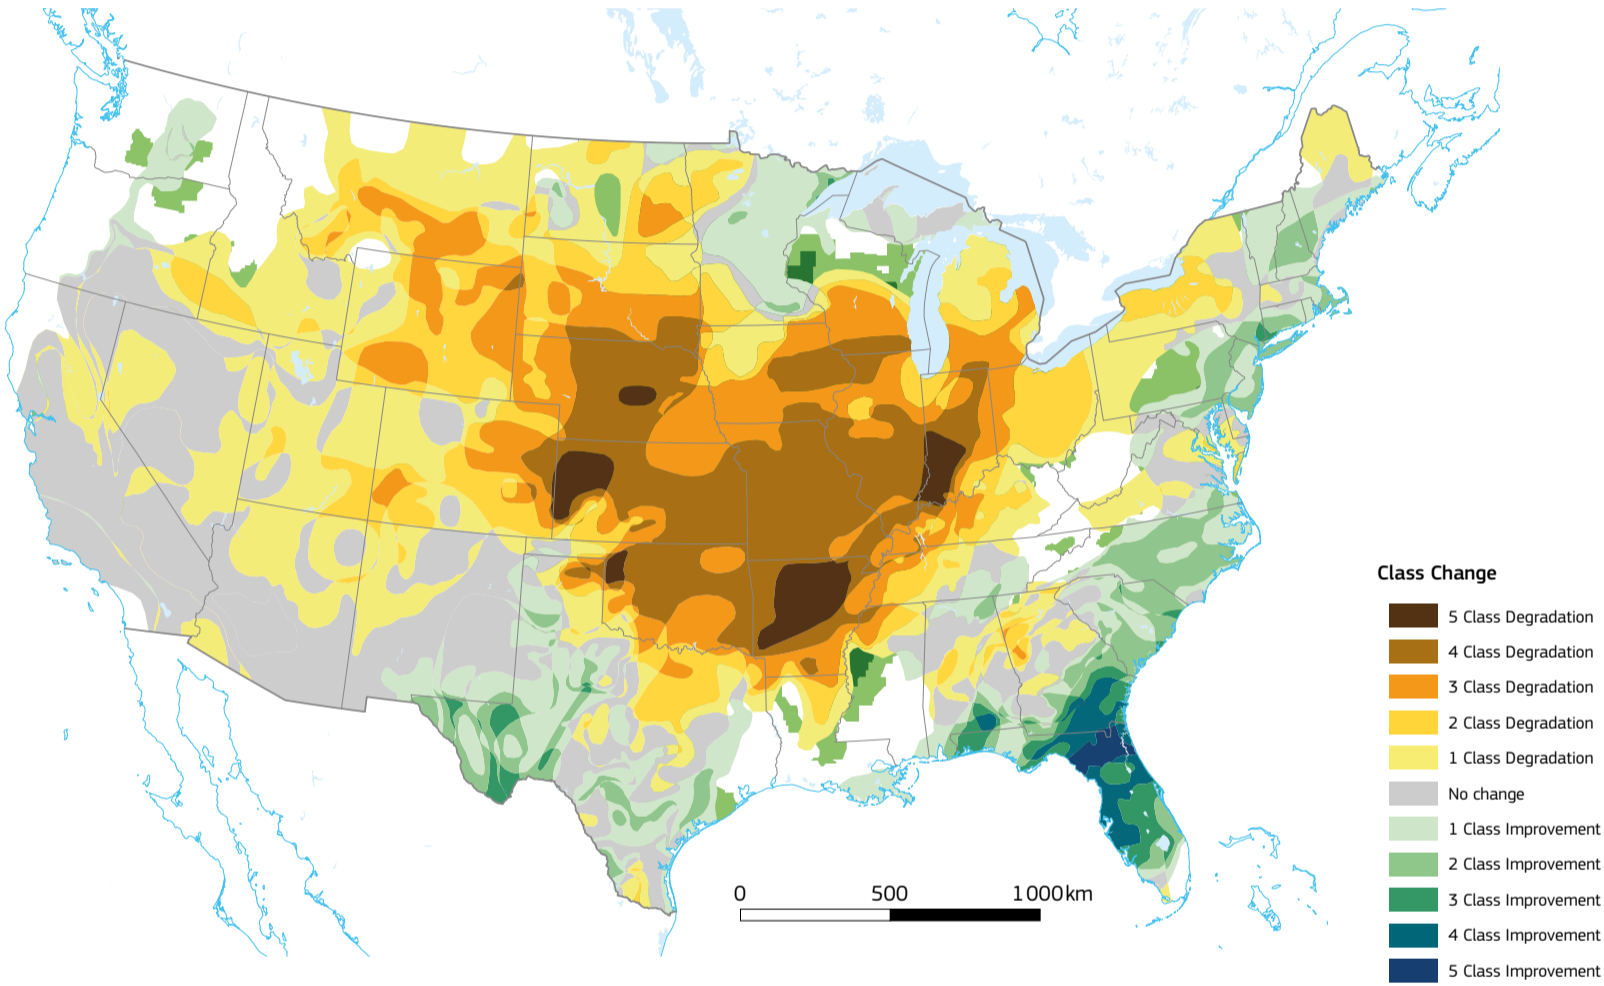 Class Change
5 Class Degradation
4 Class Degradation
3 Class Degradation
2 Class Degradation
1 Class Degradation
No change
1 Class Improvement
2 Class Improvement
3 Class Improvement
4 Class Improvement
5 Class Improvement
0 500 1000km